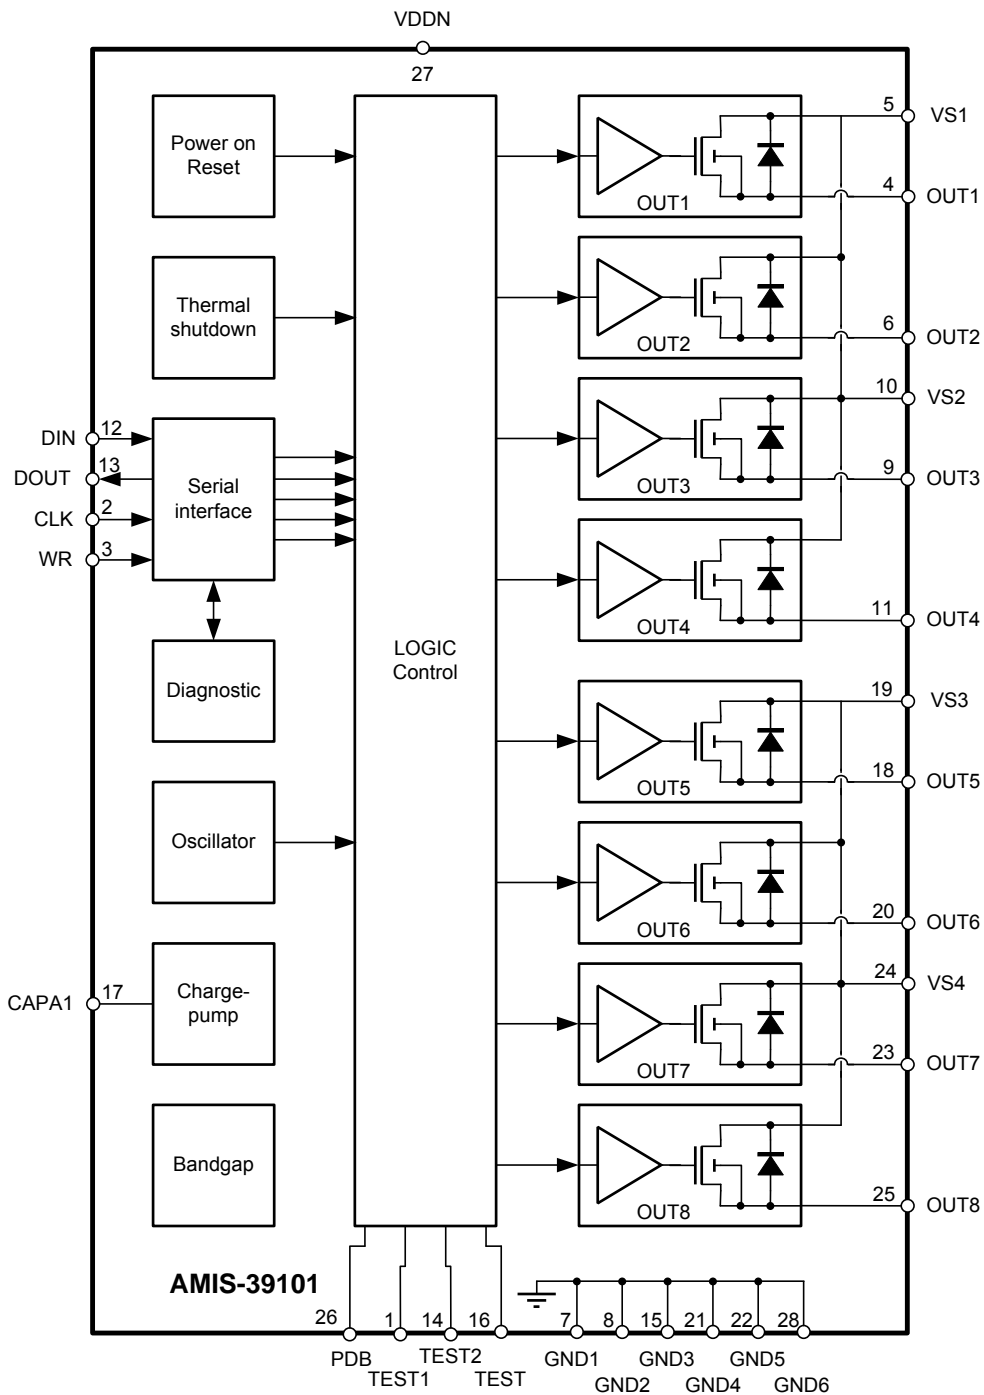 VDDN
27
Power on
Reset
Thermal
shutdown
DIN
12
DOUT
13
CLK
2
WR
3
Serial
interface
Diagnostic
Oscillator
CAPA1
17
Charge-
pump
Bandgap
LOGIC
Control
OUT1
5
VS1
4
OUT1
OUT2
6
OUT2
10
VS2
OUT3
9
OUT3
OUT4
11
OUT4
19
VS3
OUT5
18
OUT5
OUT6
20
OUT6
24
VS4
OUT7
23
OUT7
OUT8
25
OUT8
AMIS-39101
26
1
14
16
7
8
15
21
22
28
PDB
TEST1
TEST2
TEST
GND1
GND2
GND3
GND4
GND5
GND6